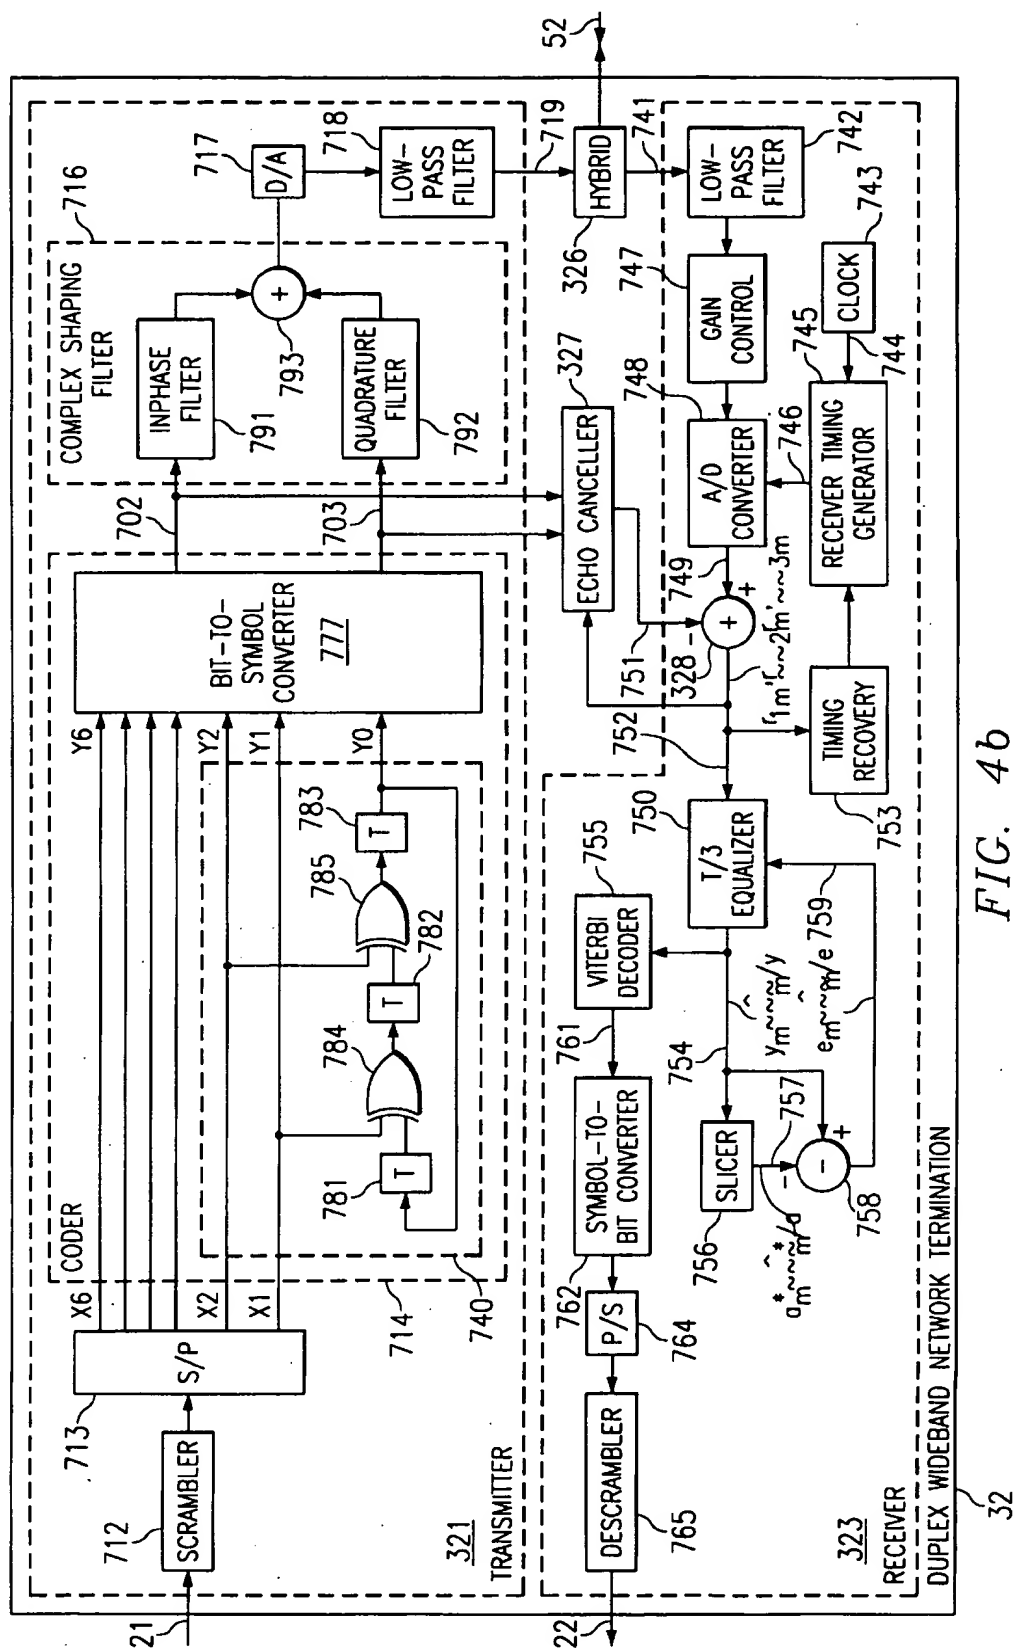 21
SCRAMBLER
712
713
S/P
X6
X2
X1
CODER
714
740
781
T
784
T
782
785
T
783
Y6
Y2
Y1
Y0
BIT-TO-
SYMBOL
CONVERTER
777
702
703
COMPLEX SHAPING
FILTER
716
INPHASE
FILTER
791
QUADRATURE
FILTER
792
+
793
D/A
717
LOW-
PASS
FILTER
718
719
321
TRANSMITTER
HYBRID
326
52
741
ECHO CANCELLER
327
751
LOW-
PASS
FILTER
742
GAIN
CONTROL
747
A/D
CONVERTER
748
749
CLOCK
743
744
RECEIVER TIMING
GENERATOR
745
746
+
-
+
328
r1m'[~~2m'~~3m
752
TIMING
RECOVERY
753
T/3
EQUALIZER
750
VITERBI
DECODER
755
761
SYMBOL-TO-
BIT CONVERTER
762
P/S
764
DESCRAMBLER
765
22
754
ym~~^m/y
em~~^m/e
759
SLICER
756
757
-
+
-
758
a*m~~^*m/a
323
RECEIVER
DUPLEX WIDEBAND NETWORK TERMINATION
32
FIG. 4b